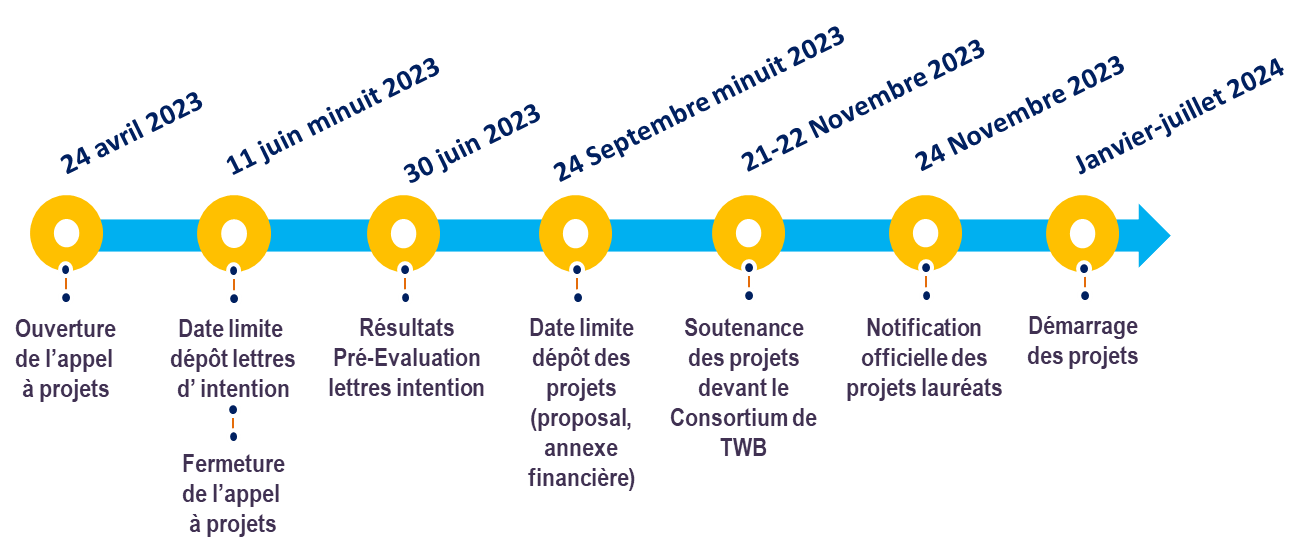 24 avril 2023
11 juin minuit 2023
30 juin 2023
24 Septembre minuit 2023
21-22 Novembre 2023
24 Novembre 2023
Janvier-juillet 2024
Ouverture
de l’appel
à projets
Date limite
dépôt lettres
d’ intention
Fermeture
de l’appel
à projets
Résultats
Pré-Evaluation
lettres intention
Date limite
dépôt des
projets
(proposal,
annexe
financière)
Soutenance
des projets
devant le
Consortium de
TWB
Notification
officielle des
projets lauréats
Démarrage
des projets